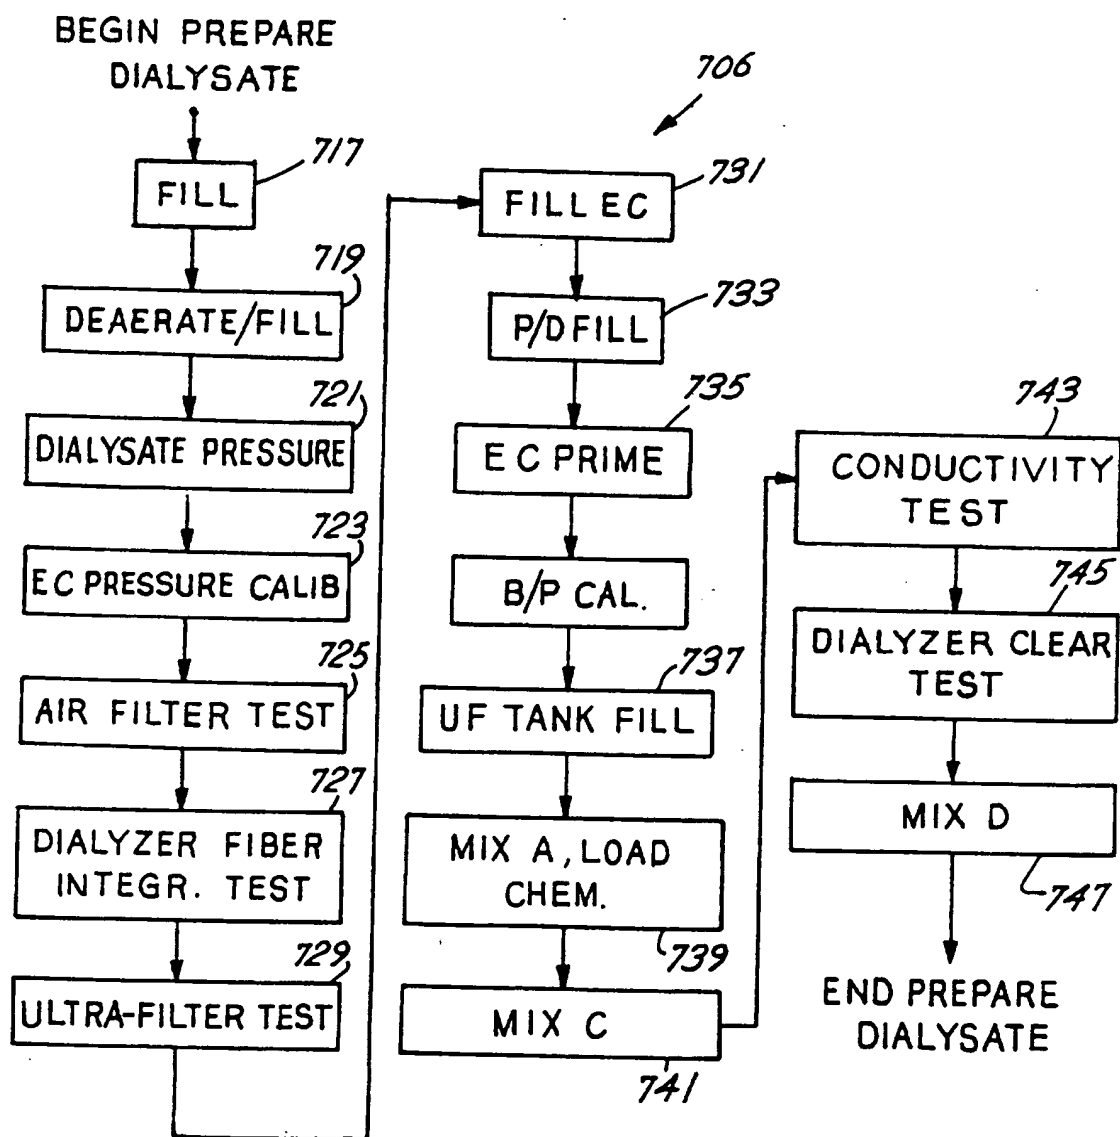 BEGIN PREPARE
DIALYSATE
717
FILL
719
DEAERATE/FILL
721
DIALYSATE PRESSURE
723
EC PRESSURE CALIB
725
AIR FILTER TEST
727
DIALYZER FIBER
INTEGR. TEST
729
ULTRA-FILTER TEST
706
731
FILL EC
733
P/D FILL
735
EC PRIME
B/P CAL.
737
UF TANK FILL
MIX A, LOAD
CHEM.
739
MIX C
741
743
CONDUCTIVITY
TEST
745
DIALYZER CLEAR
TEST
MIX D
747
END PREPARE
DIALYSATE